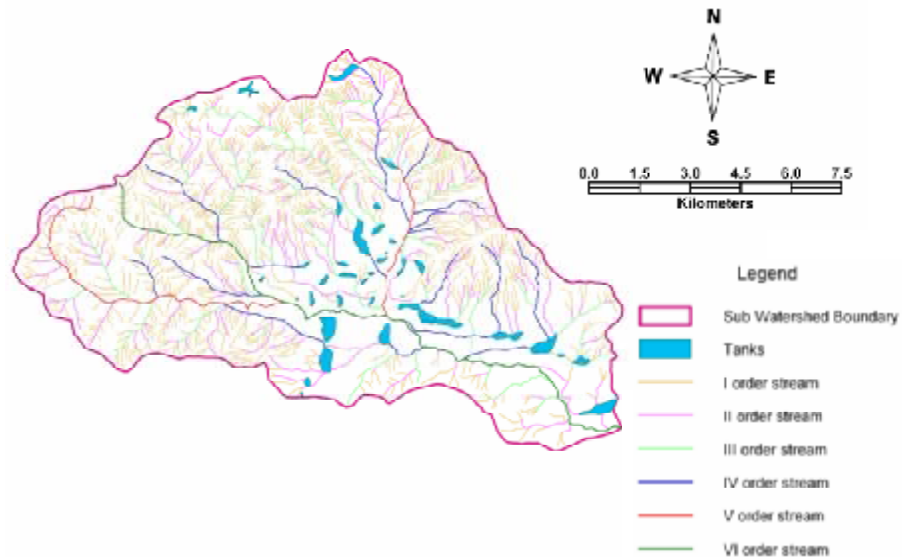 N
W E
S
0.0 1.5 3.0 4.5 6.0 7.5
Kilometers
Legend
Sub Watershed Boundary
Tanks
I order stream
II order stream
III order stream
IV order stream
V order stream
VI order stream